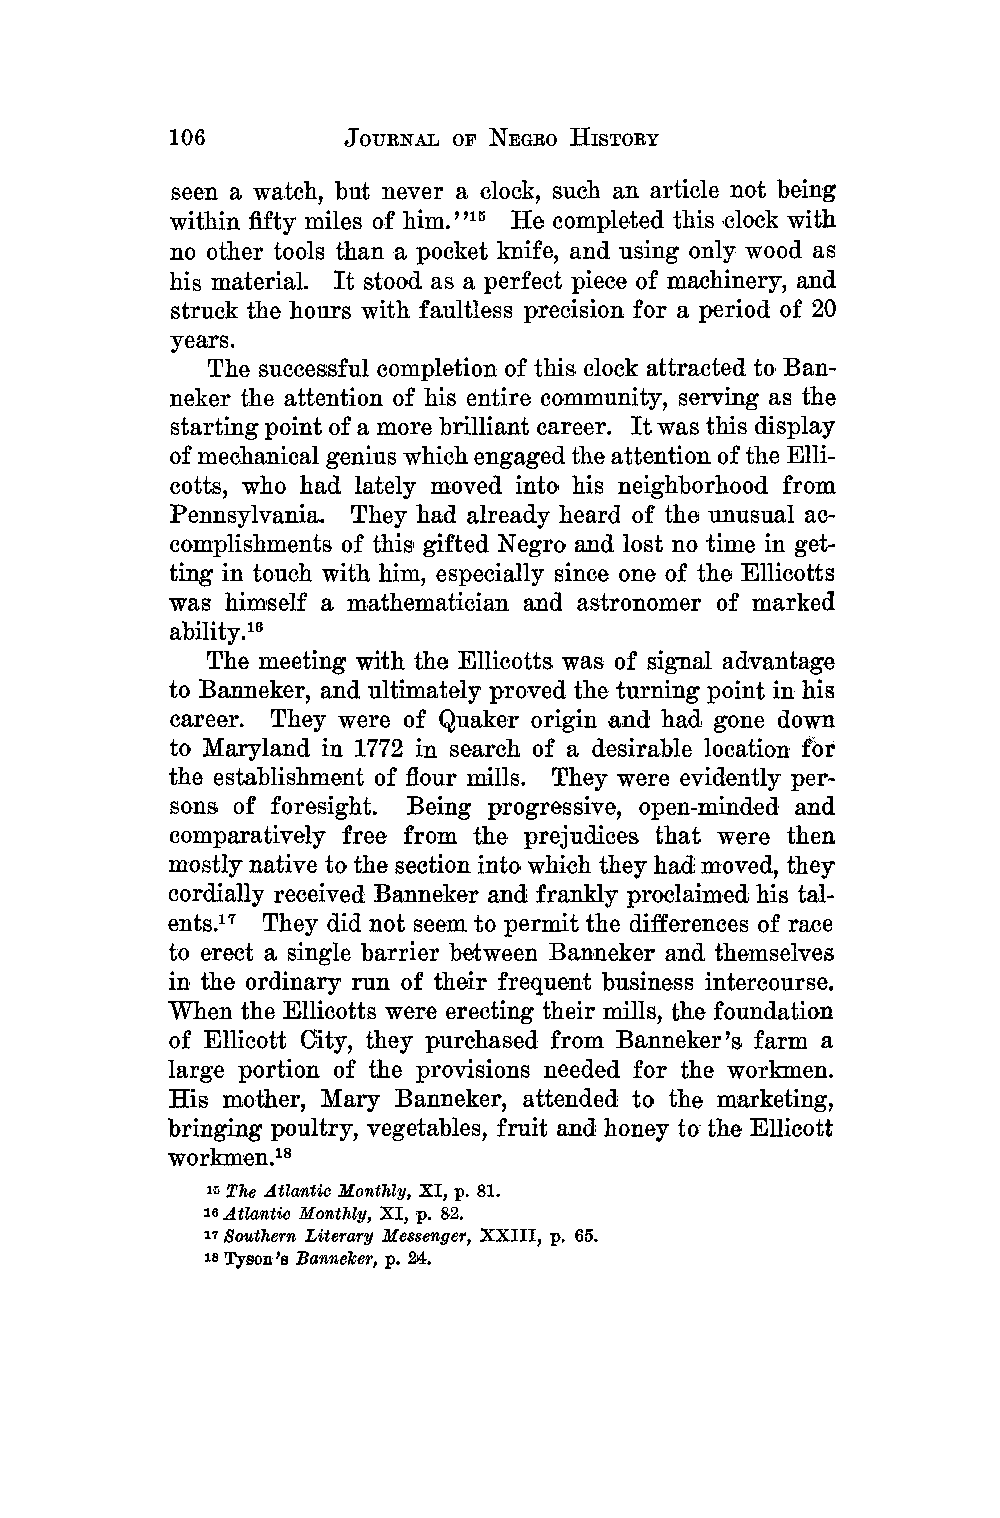 106 JOURNAL OF NEGRO HISTORY
seen a watch, but never a clock, such an article not being
within fifty miles of him.''¹⁵ He completed this clock with
no other tools than a pocket knife, and using only wood as
his material. It stood as a perfect piece of machinery, and
struck the hours with faultless precision for a period of 20
years.
The successful completion of this clock attracted to Ban-
neker the attention of his entire community, serving as the
starting point of a more brilliant career. It was this display
of mechanical genius which engaged the attention of the Elli-
cotts, who had lately moved into his neighborhood from
Pennsylvania. They had already heard of the unusual ac-
complishments of this gifted Negro and lost no time in get-
ting in touch with him, especially since one of the Ellicotts
was himself a mathematician and astronomer of marked
ability.¹⁶
The meeting with the Ellicotts was of signal advantage
to Banneker, and ultimately proved the turning point in his
career. They were of Quaker origin and had gone down
to Maryland in 1772 in search of a desirable location for
the establishment of flour mills. They were evidently per-
sons of foresight. Being progressive, open-minded and
comparatively free from the prejudices that were then
mostly native to the section into which they had moved, they
cordially received Banneker and frankly proclaimed his tal-
ents.¹⁷ They did not seem to permit the differences of race
to erect a single barrier between Banneker and themselves
in the ordinary run of their frequent business intercourse.
When the Ellicotts were erecting their mills, the foundation
of Ellicott City, they purchased from Banneker's farm a
large portion of the provisions needed for the workmen.
His mother, Mary Banneker, attended to the marketing,
bringing poultry, vegetables, fruit and honey to the Ellicott
workmen.¹⁸
¹⁵ The Atlantic Monthly, XI, p. 81.
¹⁶ Atlantic Monthly, XI, p. 82.
¹⁷ Southern Literary Messenger, XXIII, p. 65.
¹⁸ Tyson's Banneker, p. 24.